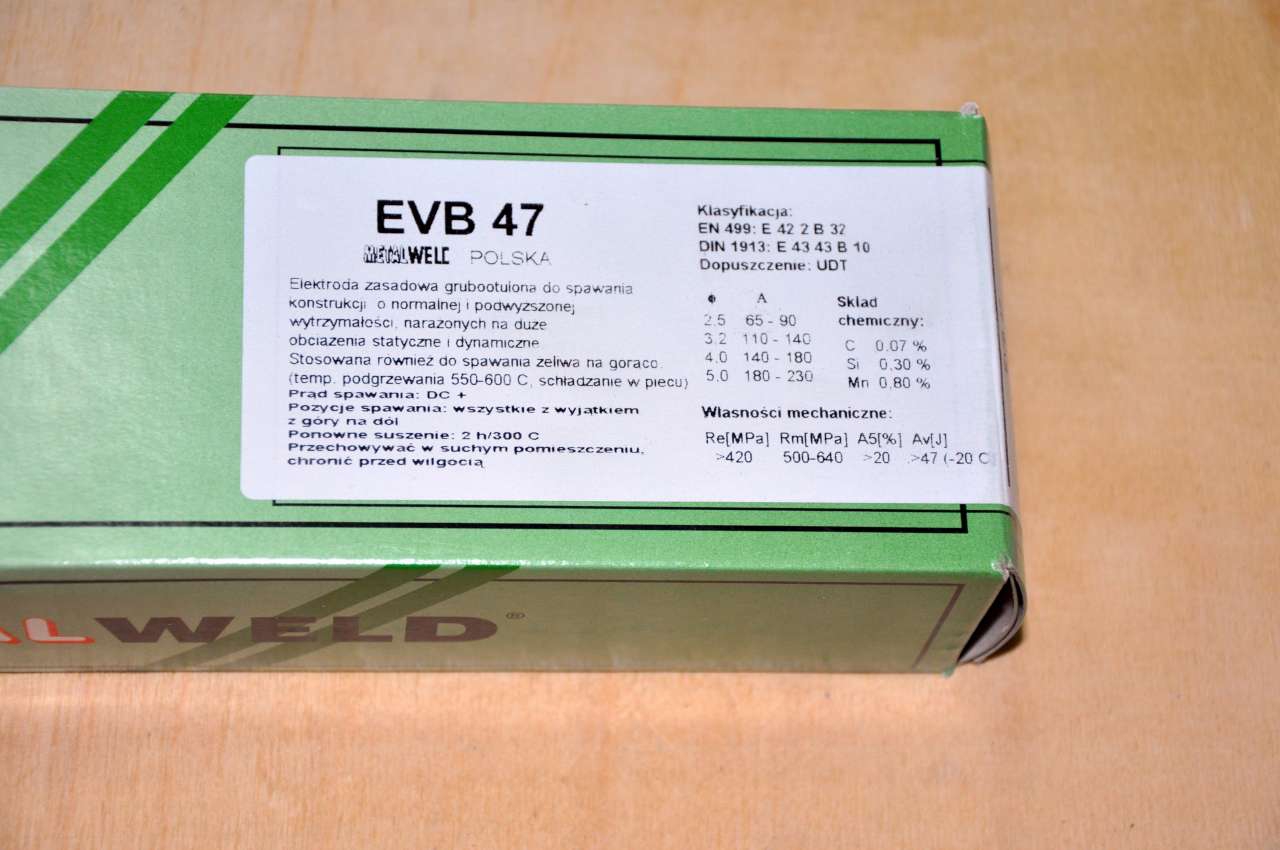 EVB 47
METALWELD POLSKA
Elektroda zasadowa grubootulona do spawania
konstrukcji o normalnej i podwyższonej
wytrzymałości, narażonych na duże
obciążenia statyczne i dynamiczne
Stosowana również do spawania żeliwa na gorąco.
(temp. podgrzewania 550-600 C, schładzanie w piecu)
Prąd spawania: DC +
Pozycje spawania: wszystkie z wyjątkiem
z góry na dół
Ponowne suszenie: 2 h/300 C
Przechowywać w suchym pomieszczeniu,
chronić przed wilgocią
Klasyfikacja:
EN 499: E 42 2 B 32
DIN 1913: E 43 43 B 10
Dopuszczenie: UDT
ϕ A
2.5 65 - 90
3.2 110 - 140
4.0 140 - 180
5.0 180 - 230
Skład
chemiczny:
C 0.07 %
Si 0,30 %
Mn 0,80 %
Własności mechaniczne:
Re[MPa] Rm[MPa] A5[%] Av[J]
>420 500-640 >20 >47 (-20 C
ALWELD®